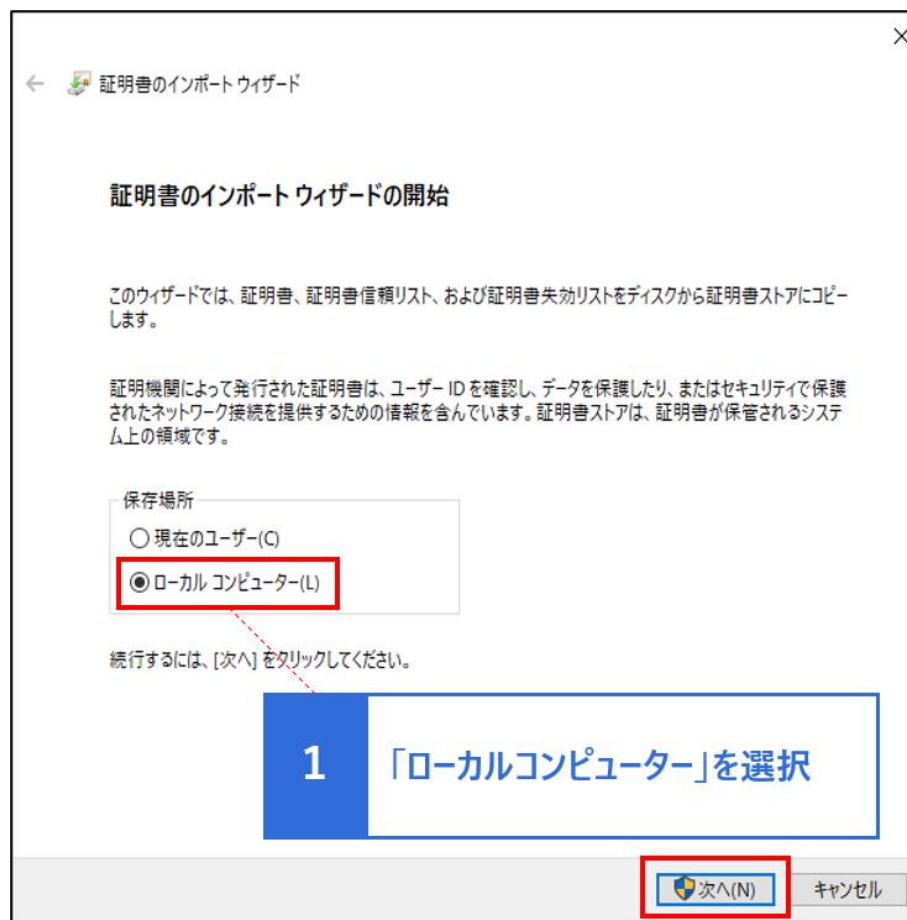 証明書のインポート ウィザード
証明書のインポート ウィザードの開始
このウィザードでは、証明書、証明書信頼リスト、および証明書失効リストをディスクから証明書ストアにコピー
します。
証明機関によって発行された証明書は、ユーザー ID を確認し、データを保護したり、またはセキュリティで保護
されたネットワーク接続を提供するための情報を含んでいます。証明書ストアは、証明書が保管されるシステ
ム上の領域です。
保存場所
現在のユーザー(C)
ローカル コンピューター(L)
続行するには、[次へ] をクリックしてください。
1 「ローカルコンピューター」を選択
次へ(N) キャンセル